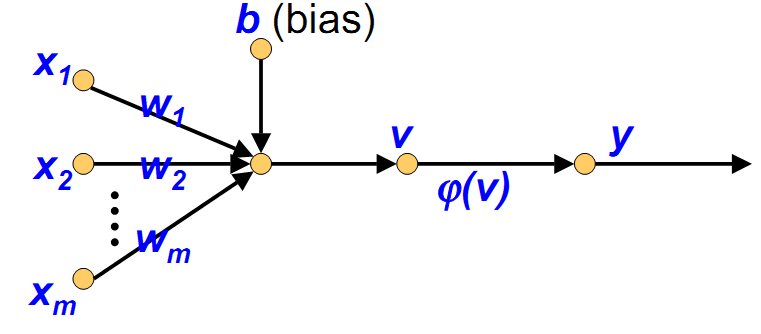 b (bias)
x₁
w₁
v
y
x₂
w₂
φ(v)
wₘ
xₘ